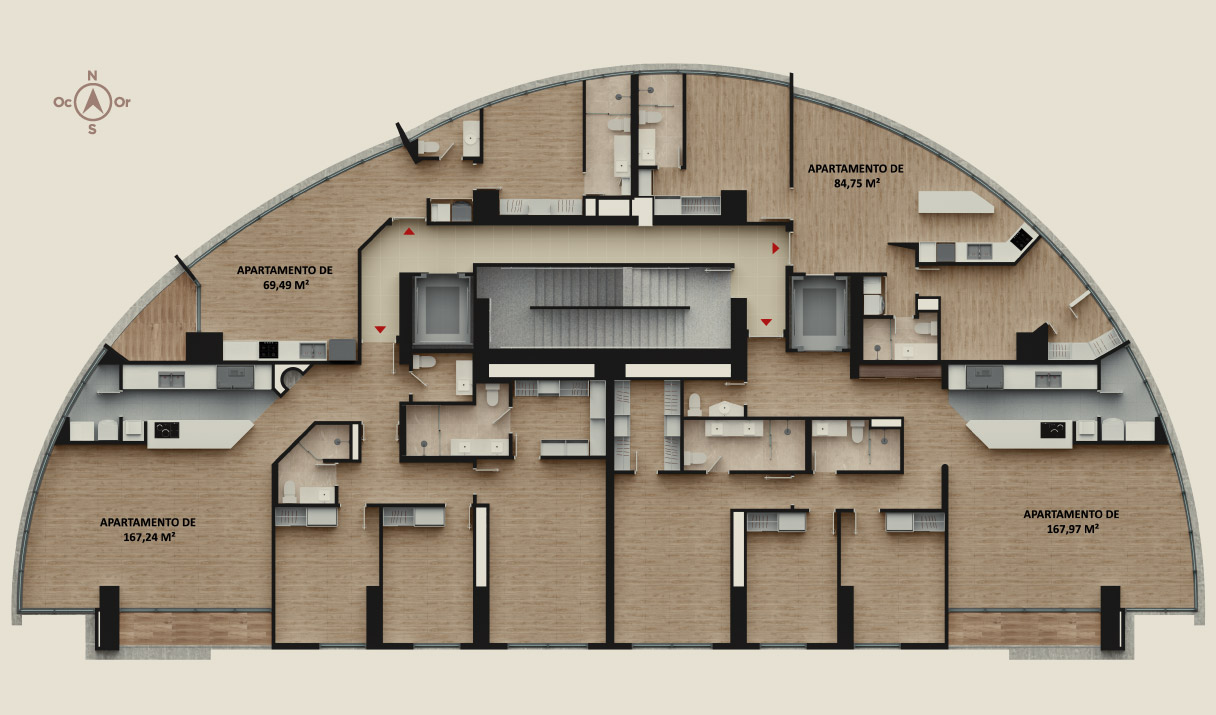 N
Oc Or
S
APARTAMENTO DE
84,75 M²
APARTAMENTO DE
69,49 M²
APARTAMENTO DE
167,24 M²
APARTAMENTO DE
167,97 M²